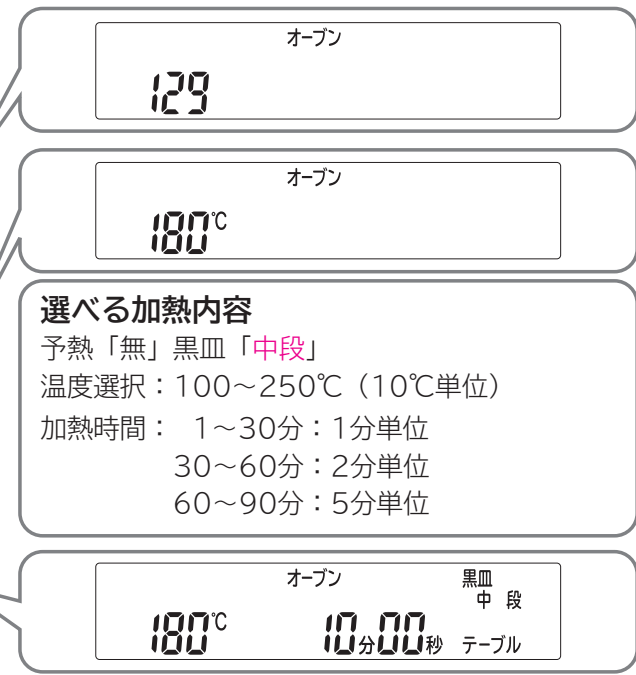 オーブン
129
オーブン
180℃
選べる加熱内容
予熱「無」黒皿「中段」
温度選択：100～250℃（10℃単位）
加熱時間： 1～30分：1分単位
30～60分：2分単位
60～90分：5分単位
オーブン 黒皿
中 段
180℃ 10分00秒 テーブル